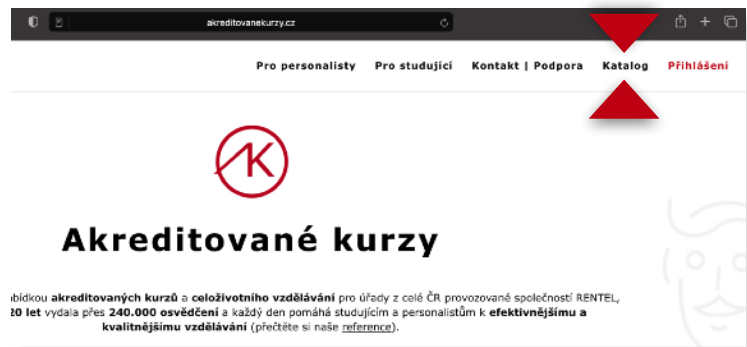 akreditovanekurzy.cz
Pro personalisty Pro studující Kontakt | Podpora Katalog Přihlášení
AK
Akreditované kurzy
akreditovaných kurzů a celoživotního vzdělávání pro úřady z celé ČR provozované společností RENTEL,
20 let vydala přes 240.000 osvědčení a každý den pomáhá studujícím a personalistům k efektivnějšímu a
kvalitnějšímu vzdělávání (přečtěte si naše reference).